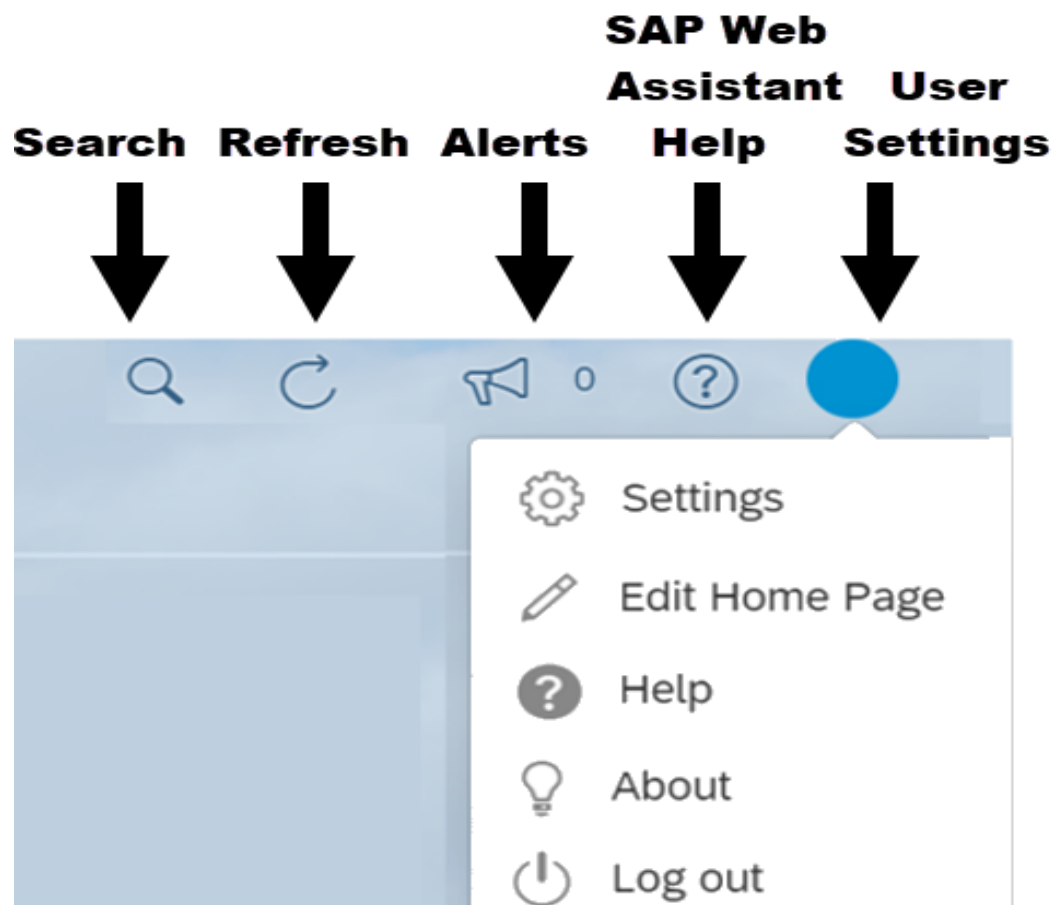 SAP Web
Assistant User
Search Refresh Alerts Help Settings
0 ?
Settings
Edit Home Page
? Help
About
Log out